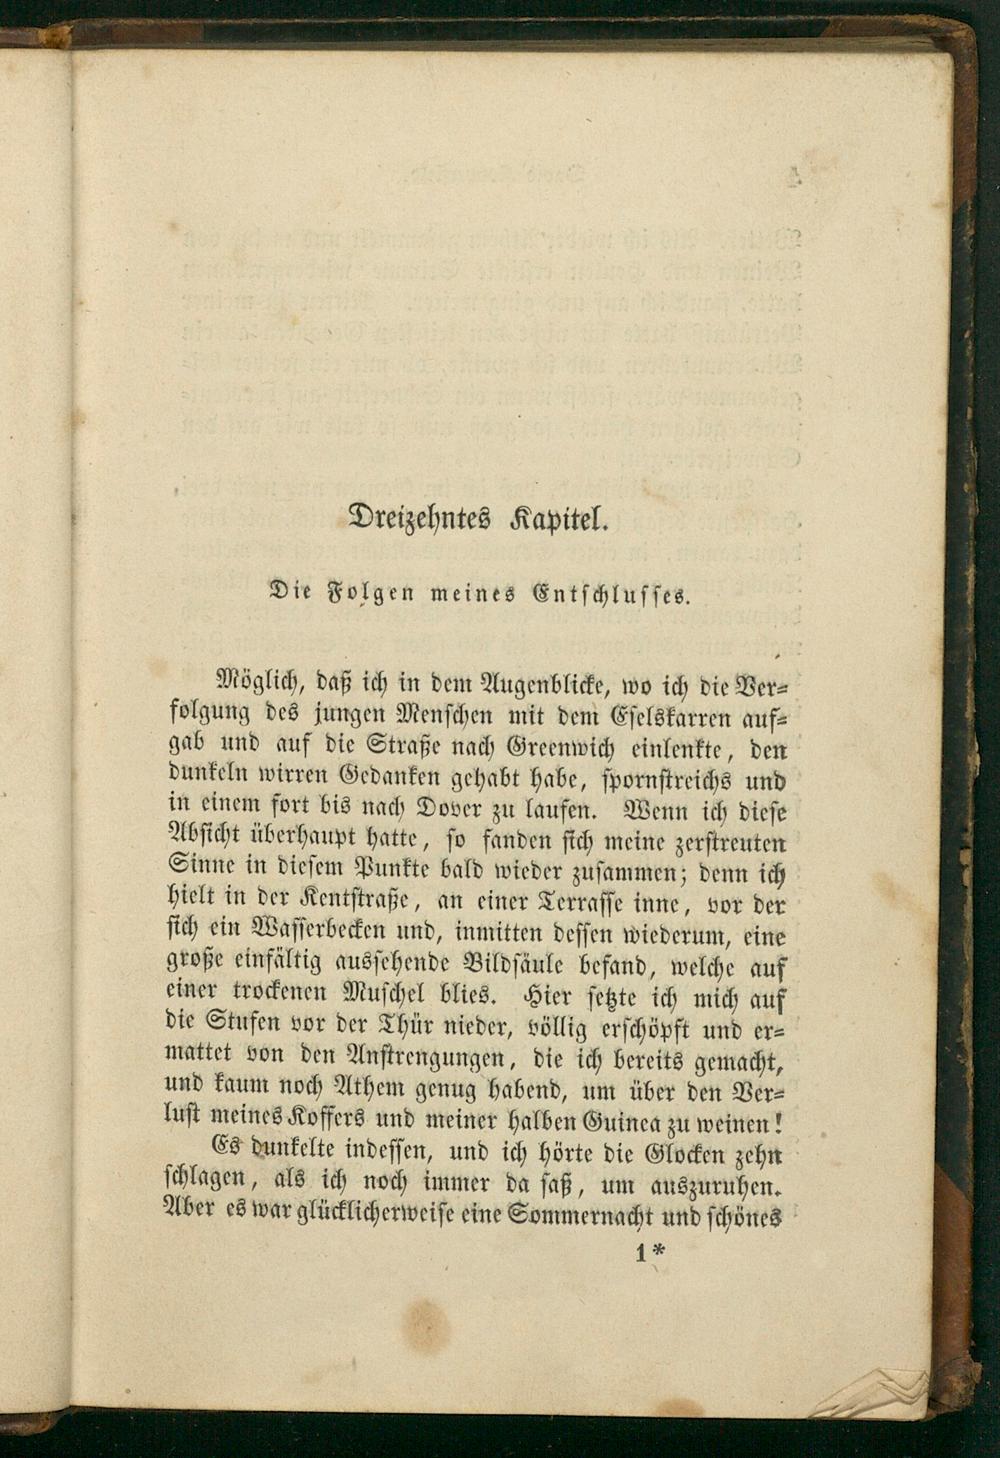 Dreizehntes Kapitel.
Die Folgen meines Entschlusses.
Möglich, daß ich in dem Augenblicke, wo ich die Ver-
folgung des jungen Menschen mit dem Eselskarren auf-
gab und auf die Straße nach Greenwich einlenkte, den
dunkeln wirren Gedanken gehabt habe, spornstreichs und
in einem fort bis nach Dover zu laufen. Wenn ich diese
Absicht überhaupt hatte, so fanden sich meine zerstreuten
Sinne in diesem Punkte bald wieder zusammen; denn ich
hielt in der Kentstraße, an einer Terrasse inne, vor der
sich ein Wasserbecken und, inmitten dessen wiederum, eine
große einfältig aussehende Bildsäule befand, welche auf
einer trockenen Muschel blies. Hier setzte ich mich auf
die Stufen vor der Thür nieder, völlig erschöpft und er-
mattet von den Anstrengungen, die ich bereits gemacht,
und kaum noch Athem genug habend, um über den Ver-
lust meines Koffers und meiner halben Guinea zu weinen!
Es dunkelte indessen, und ich hörte die Glocken zehn
schlagen, als ich noch immer da saß, um auszuruhen.
Aber es war glücklicherweise eine Sommernacht und schönes
1*